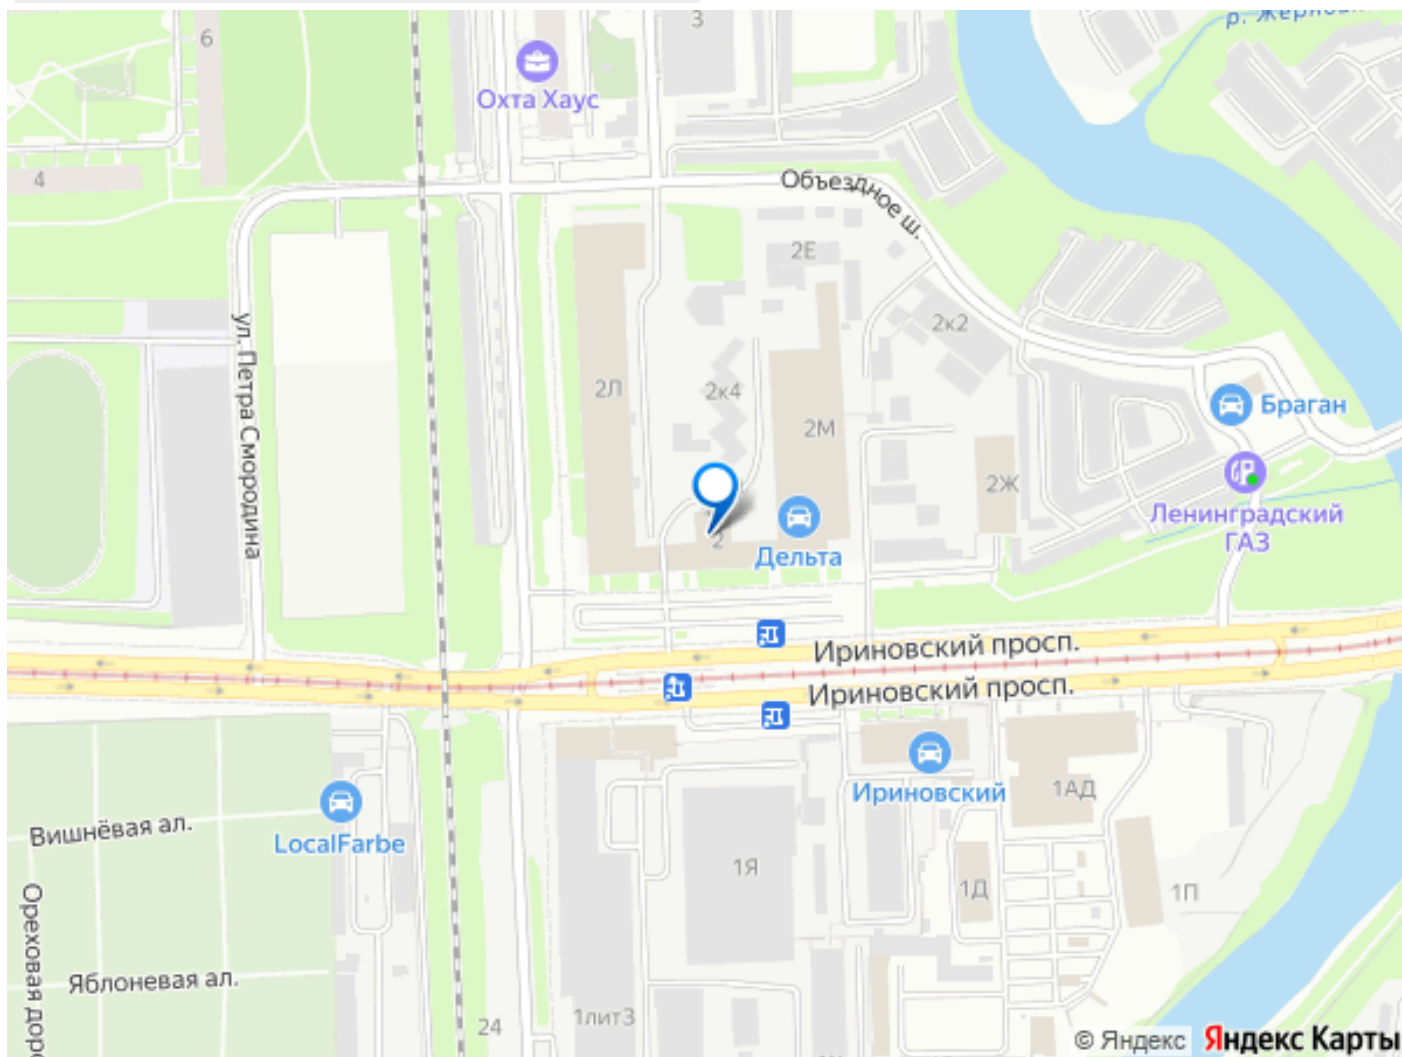 6
3
р. Жерновка
Охта Хаус
4
Объездное ш.
2Е
2к2
ул. Петра Смородина
2Л
2к4
2М
Браган
2Ж
Ленинградский
ГАЗ
2
Дельта
Ириновский просп.
Ириновский просп.
Ириновский
1АД
LocalFarbe
Вишнёвая ал.
1Я
1Д
1П
Ореховая
Яблоневая ал.
24
1лит3
© Яндекс Яндекс Карты